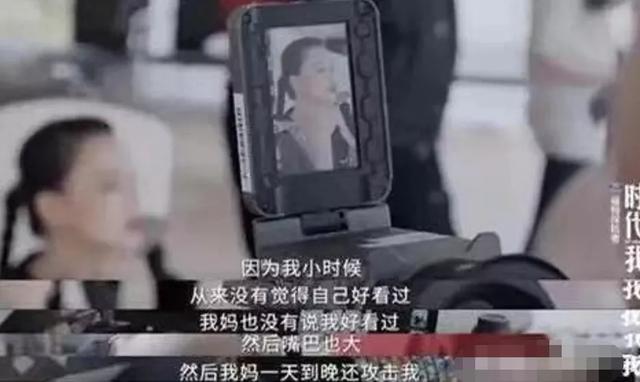 因为我小时候
从来没有觉得自己好看过
我妈也没有说我好看过
然后嘴巴也大
然后我妈一天到晚还攻击我
时代我